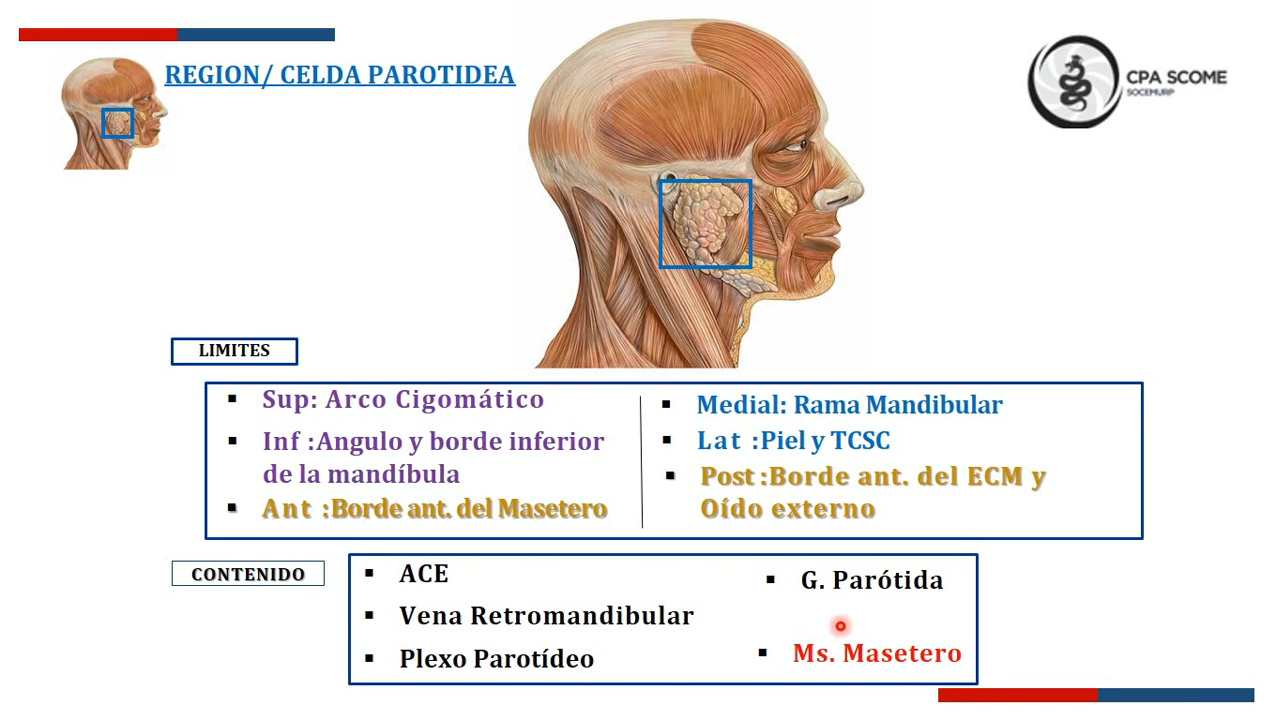 REGION/ CELDA PAROTIDEA
CPA SCOME
SOCEMURP
LIMITES
▪ Sup: Arco Cigomático
▪ Inf :Angulo y borde inferior
de la mandíbula
▪ Ant :Borde ant. del Masetero
▪ Medial: Rama Mandibular
▪ Lat :Piel y TCSC
▪ Post :Borde ant. del ECM y
Oído externo
CONTENIDO
▪ ACE
▪ Vena Retromandibular
▪ Plexo Parotídeo
▪ G. Parótida
▪ Ms. Masetero